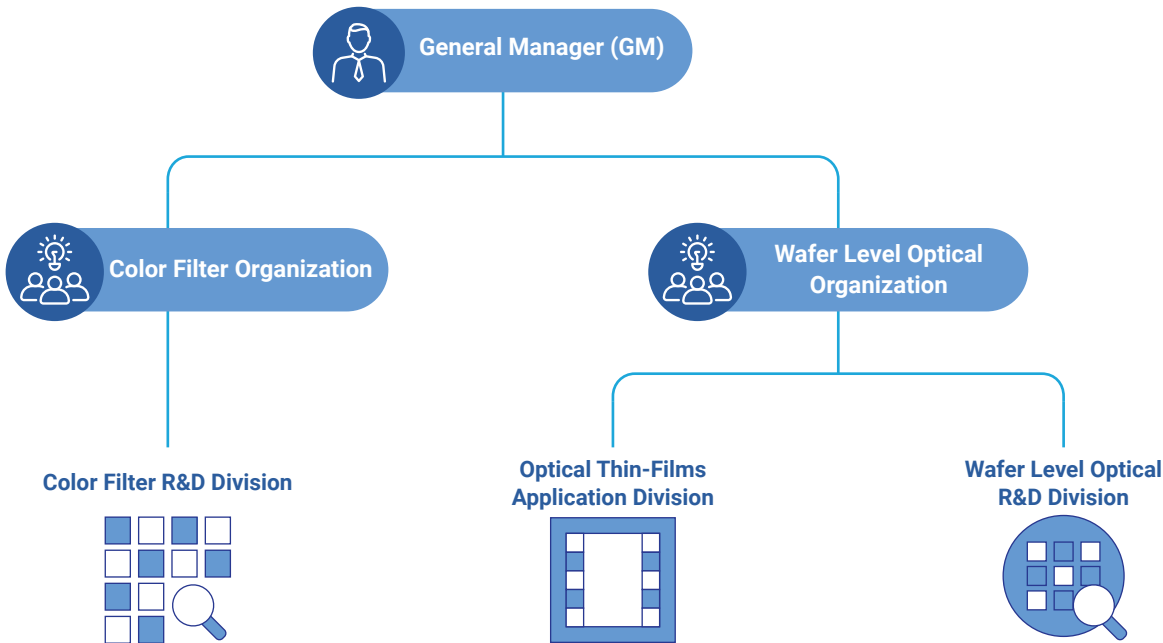 General Manager (GM)
Color Filter Organization
Wafer Level Optical
Organization
Color Filter R&D Division
Optical Thin-Films
Application Division
Wafer Level Optical
R&D Division